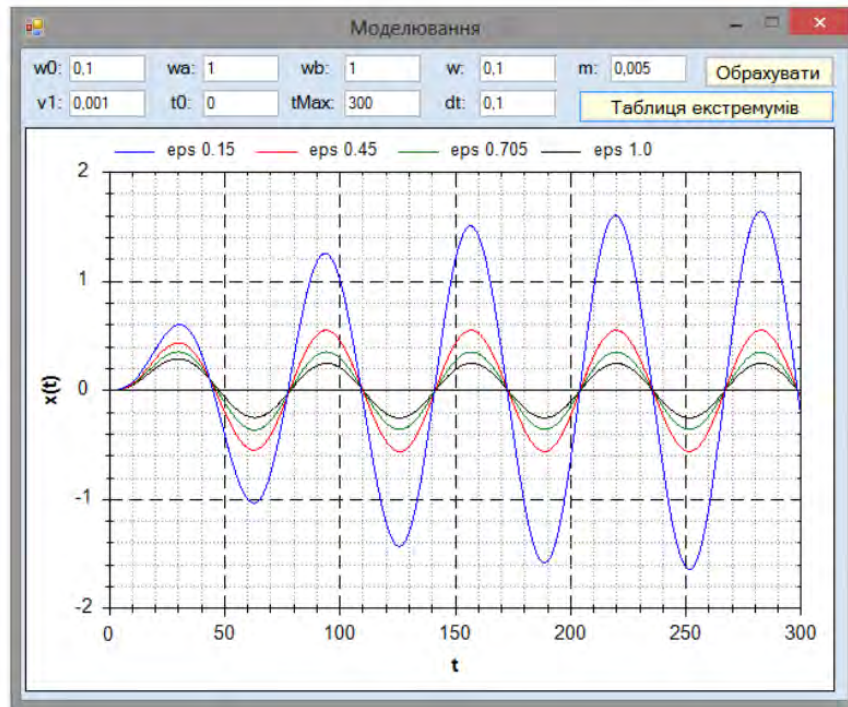 Моделювання
w0: 0,1 wa: 1 wb: 1 w: 0,1 m: 0,005 Обрахувати
v1: 0,001 t0: 0 tMax: 300 dt: 0,1 Таблиця екстремумів
eps 0.15 eps 0.45 eps 0.705 eps 1.0
2
1
0
-1
-2
x(t)
0 50 100 150 200 250 300
t